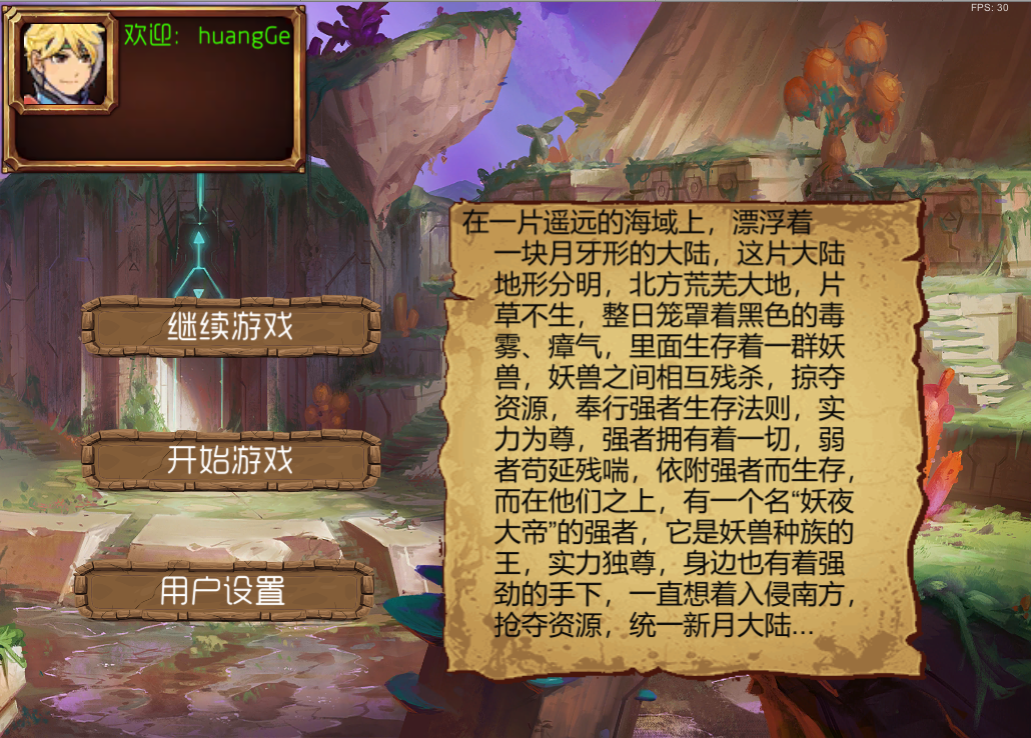 FPS: 30
欢迎： huangGe
继续游戏
开始游戏
用户设置
在一片遥远的海域上，漂浮着
一块月牙形的大陆，这片大陆
地形分明，北方荒芜大地，片
草不生，整日笼罩着黑色的毒
雾、瘴气，里面生存着一群妖
兽，妖兽之间相互残杀，掠夺
资源，奉行强者生存法则，实
力为尊，强者拥有着一切，弱
者苟延残喘，依附强者而生存，
而在他们之上，有一个名“妖夜
大帝”的强者，它是妖兽种族的
王，实力独尊，身边也有着强
劲的手下，一直想着入侵南方，
抢夺资源，统一新月大陆...